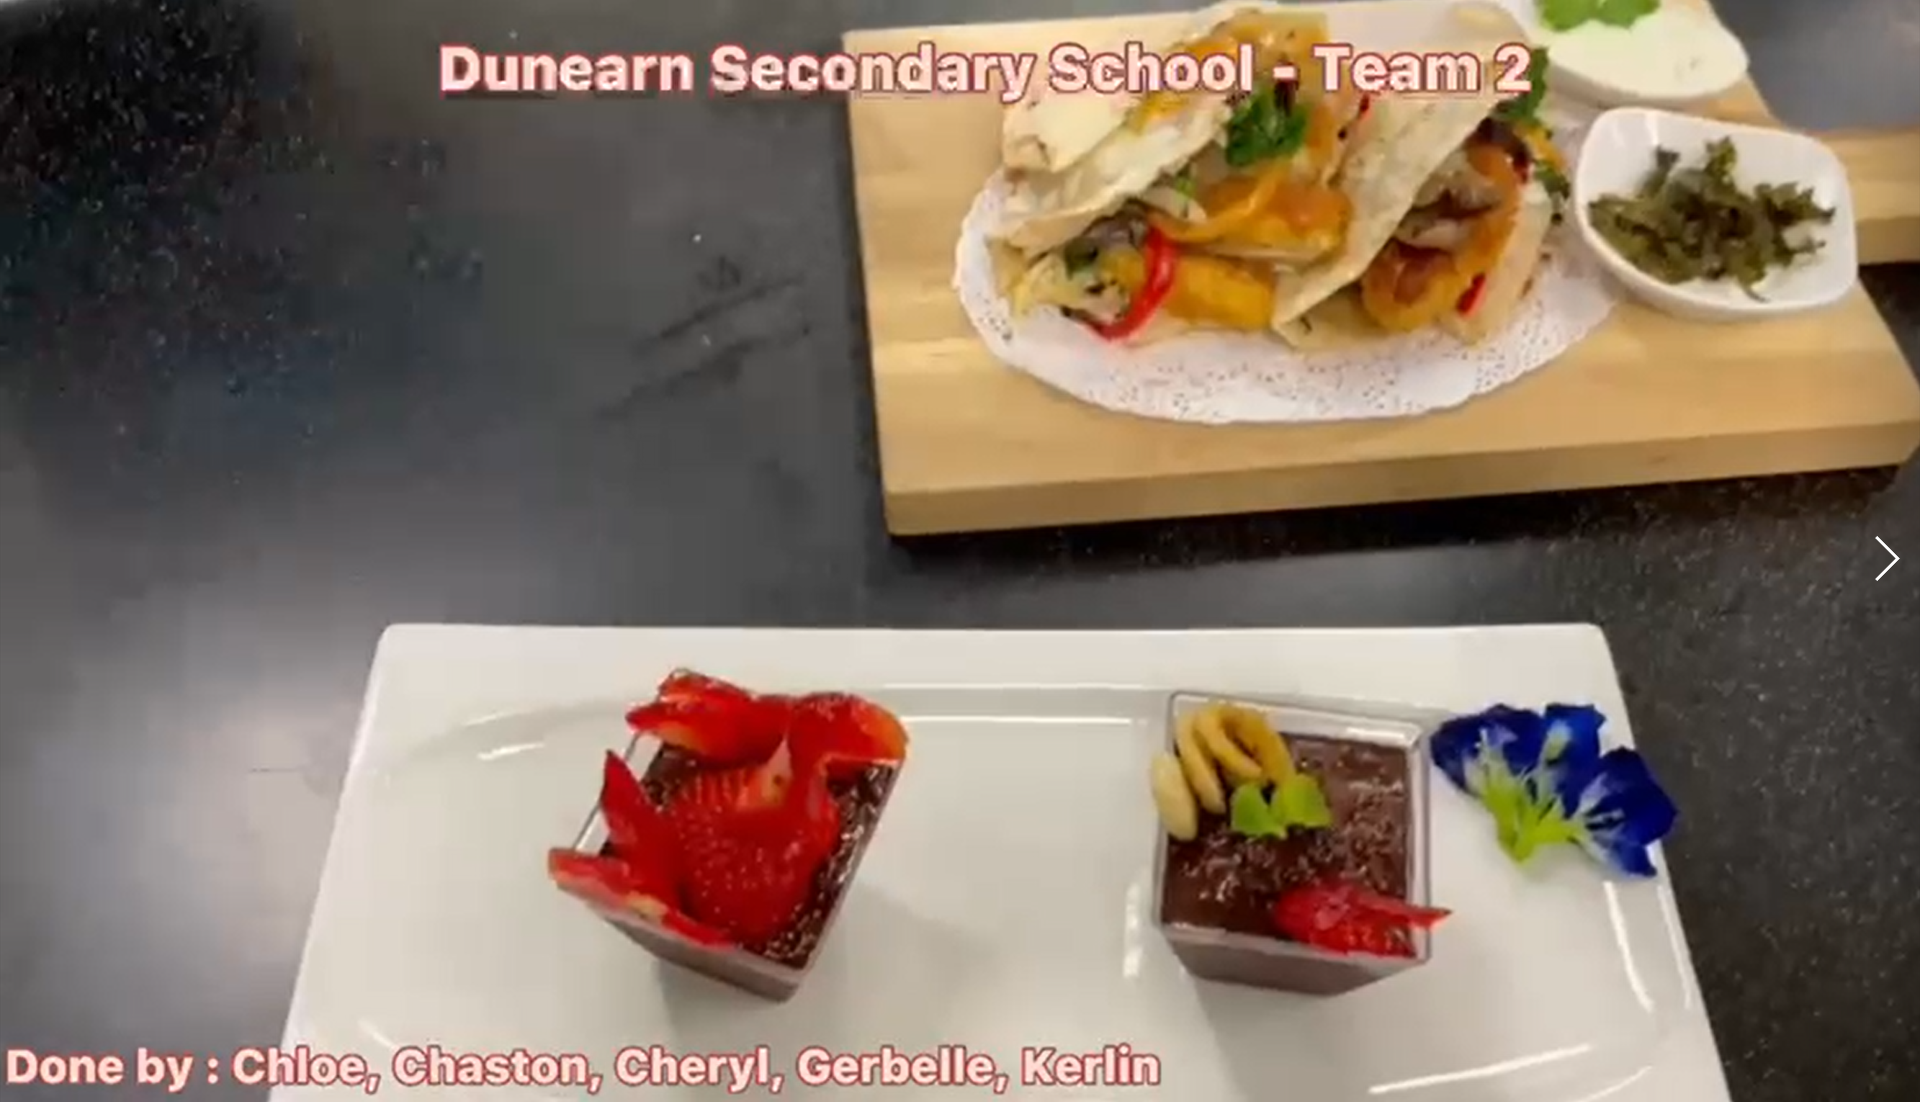 Dunearn Secondary School - Team 2
Done by : Chloe, Chaston, Cheryl, Gerbelle, Kerlin